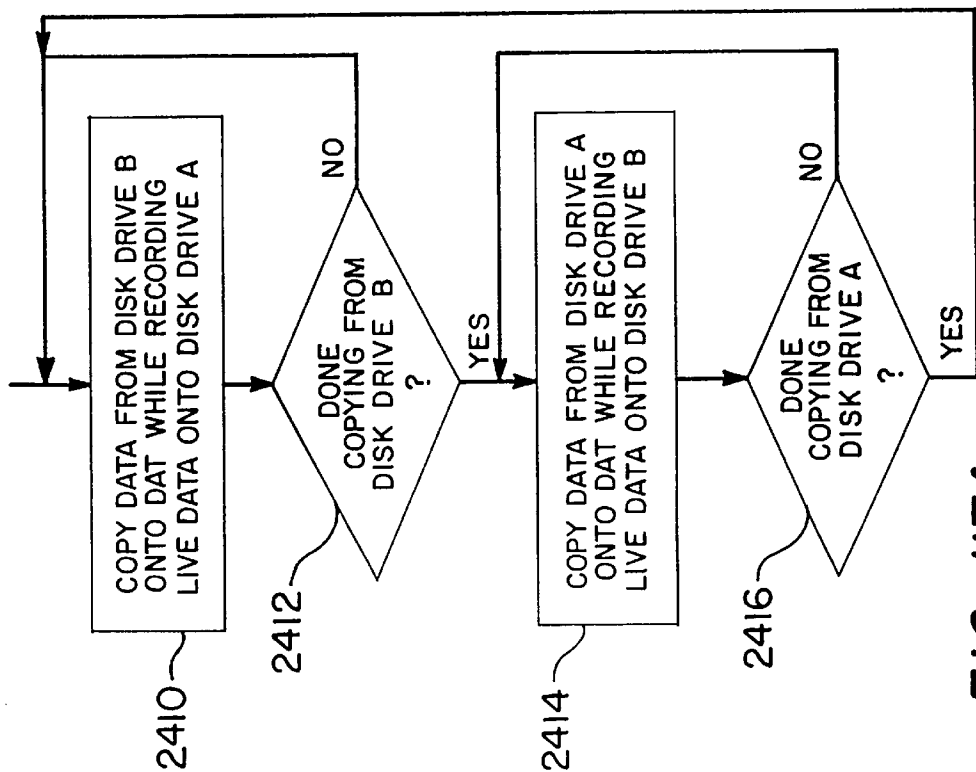 COPY DATA FROM DISK DRIVE B
ONTO DAT WHILE RECORDING
LIVE DATA ONTO DISK DRIVE A
2410
DONE
COPYING FROM
DISK DRIVE B
?
NO
YES
2412
COPY DATA FROM DISK DRIVE A
ONTO DAT WHILE RECORDING
LIVE DATA ONTO DISK DRIVE B
2414
DONE
COPYING FROM
DISK DRIVE A
?
NO
YES
2416